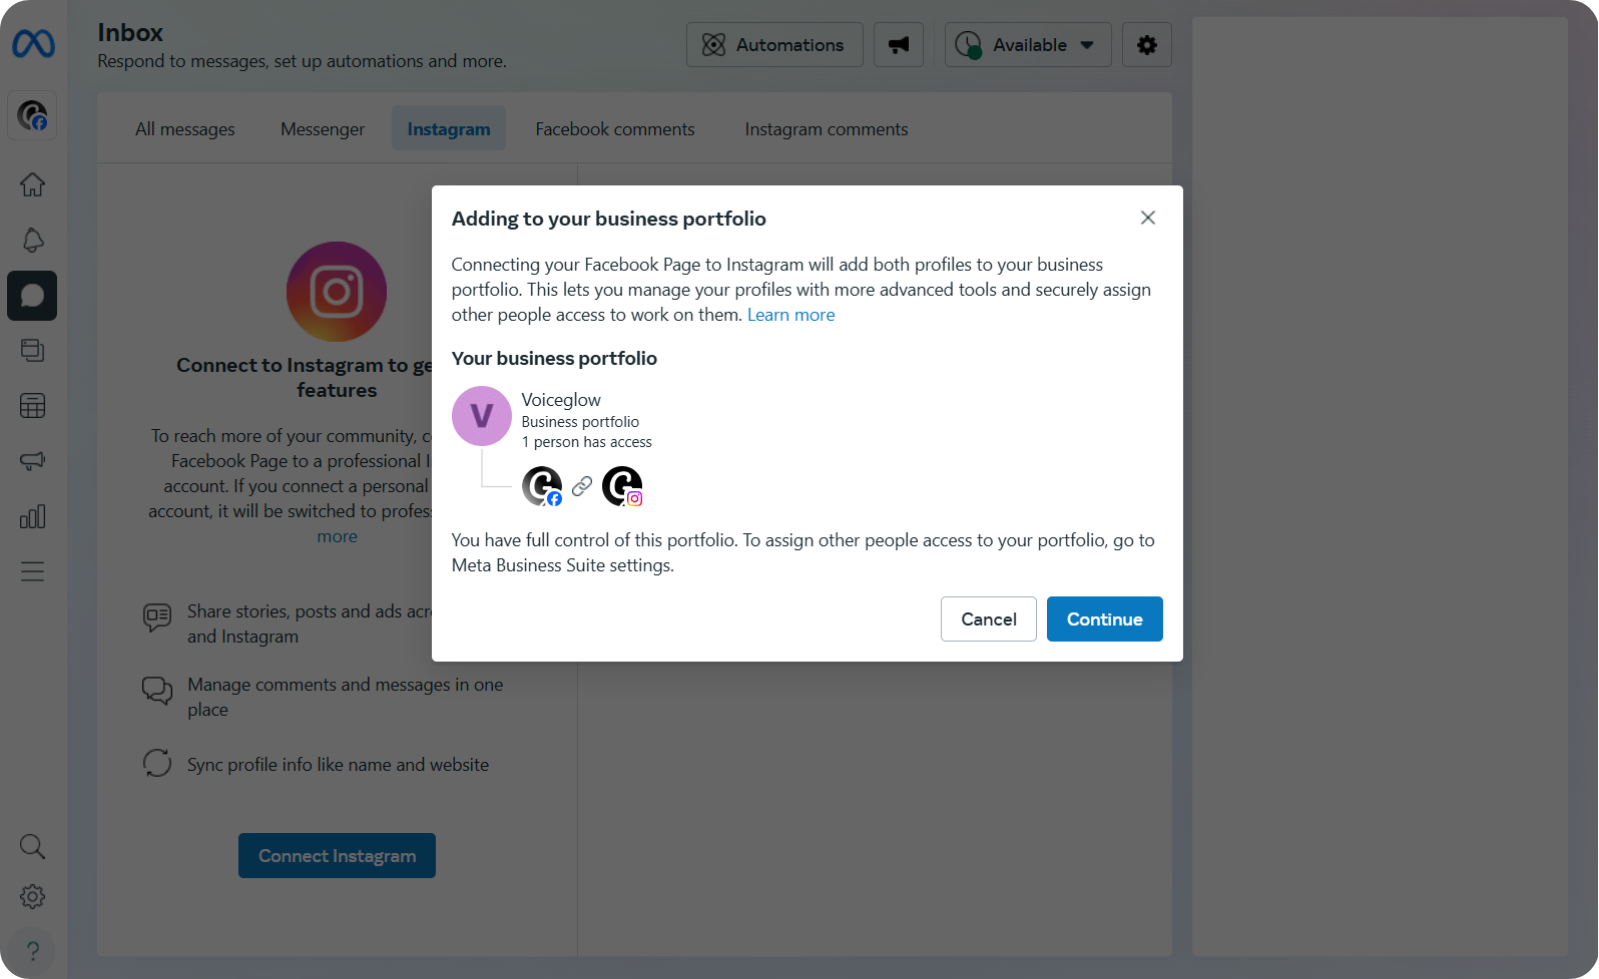 Inbox
Respond to messages, set up automations and more.
Automations
Available
All messages
Messenger
Instagram
Facebook comments
Instagram comments
Connect to Instagram to ge
features
To reach more of your community, c
Facebook Page to a professional I
account. If you connect a personal
account, it will be switched to profes
more
Share stories, posts and ads acr
and Instagram
Manage comments and messages in one
place
Sync profile info like name and website
Connect Instagram
?
Adding to your business portfolio
Connecting your Facebook Page to Instagram will add both profiles to your business
portfolio. This lets you manage your profiles with more advanced tools and securely assign
other people access to work on them. Learn more
Your business portfolio
V
Voiceglow
Business portfolio
1 person has access
You have full control of this portfolio. To assign other people access to your portfolio, go to
Meta Business Suite settings.
Cancel
Continue